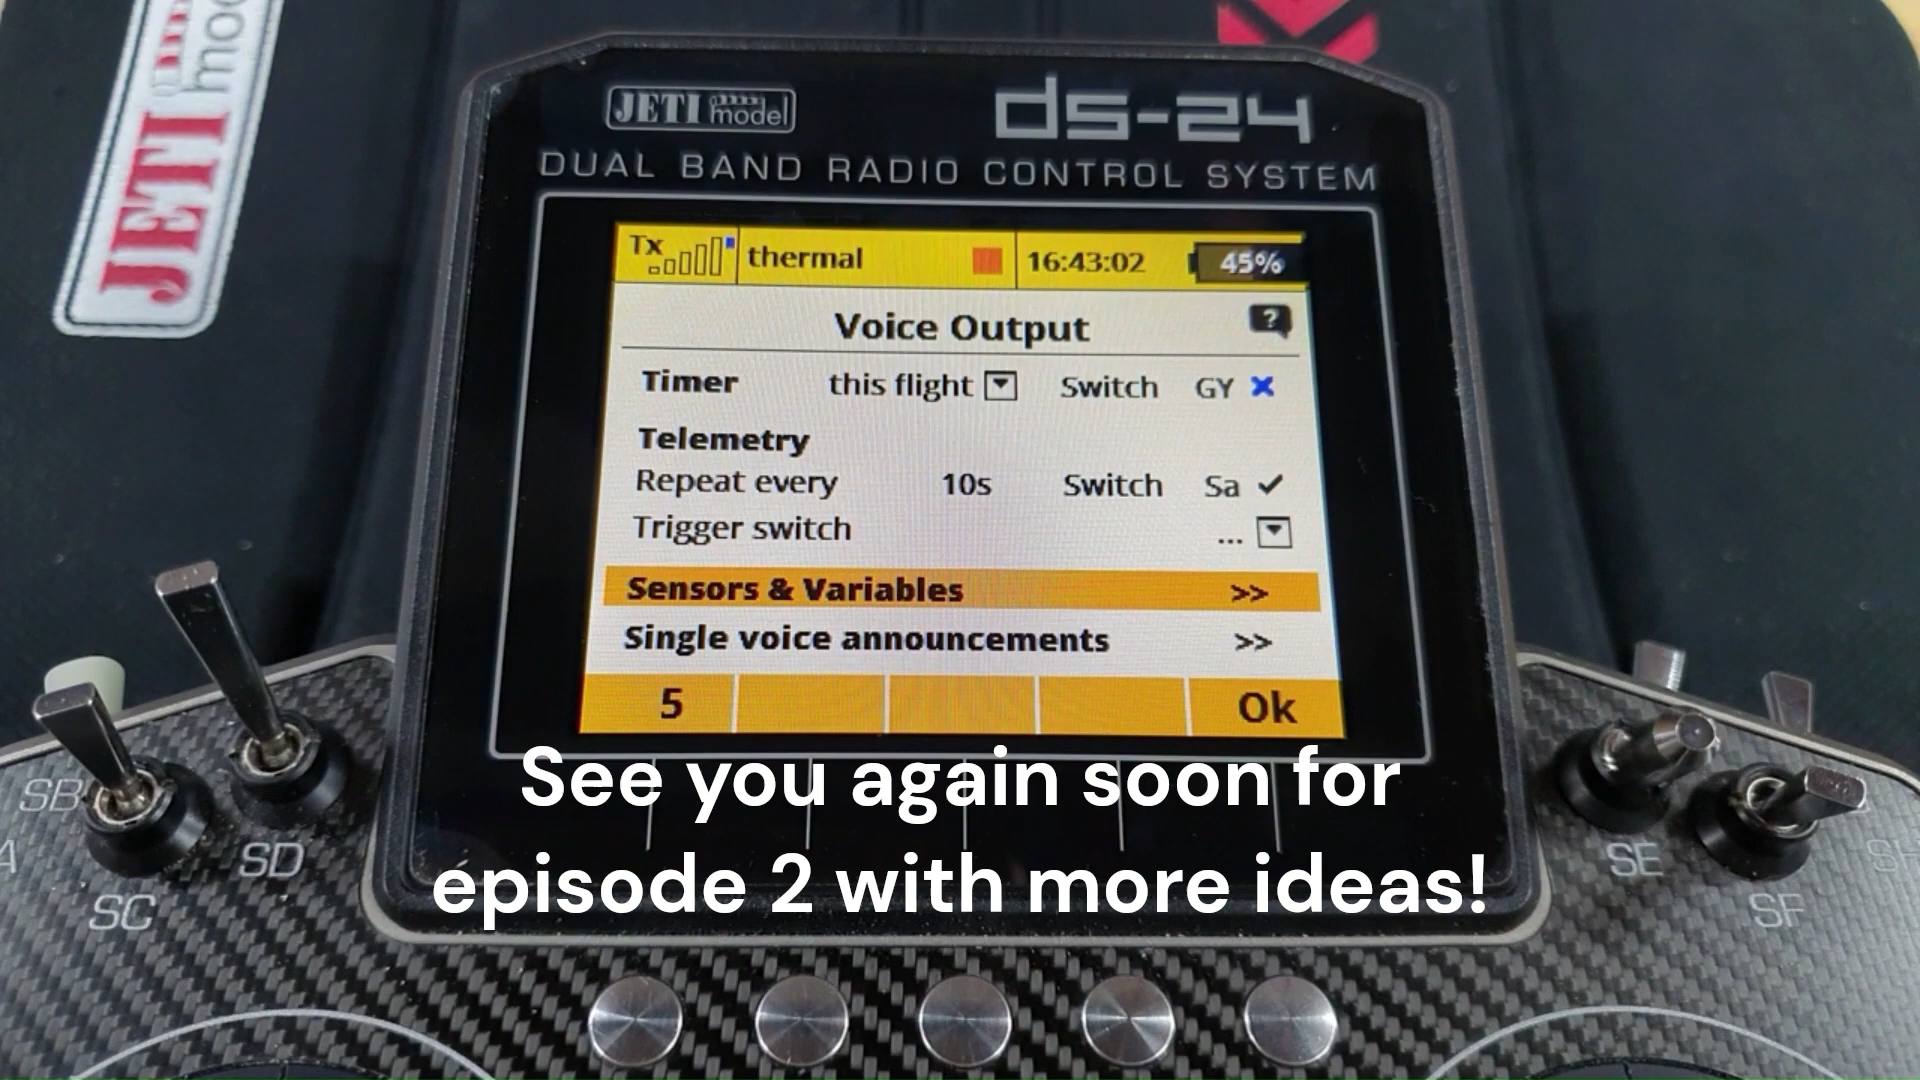 JETI model
JETI model
ds-24
DUAL BAND RADIO CONTROL SYSTEM
Tx thermal 16:43:02 45%
Voice Output ?
Timer this flight Switch GY
Telemetry
Repeat every 10s Switch Sa
Trigger switch ...
Sensors & Variables >>
Single voice announcements >>
5 Ok
See you again soon for
épisode 2 with more ideas!
SB
SD
SC
SE
SF